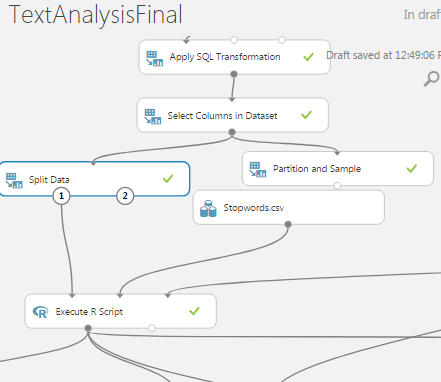 TextAnalysisFinal
In draf
Apply SQL Transformation
Draft saved at 12:49:06 P
Select Columns in Dataset
Split Data
Partition and Sample
1
2
Stopwords.csv
Execute R Script